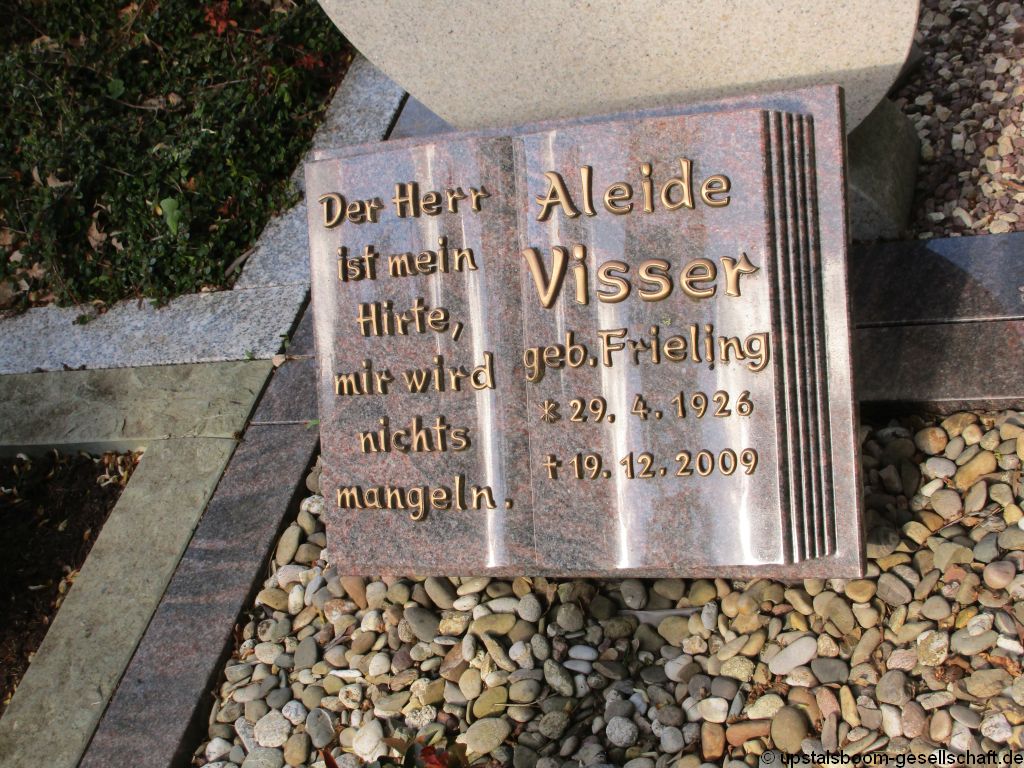 Der Herr
ist mein
Hirte,
mir wird
nichts
mangeln.
Aleide
Visser
geb. Frieling
* 29. 4. 1926
† 19. 12. 2009
© upstalsboom-gesellschaft.de